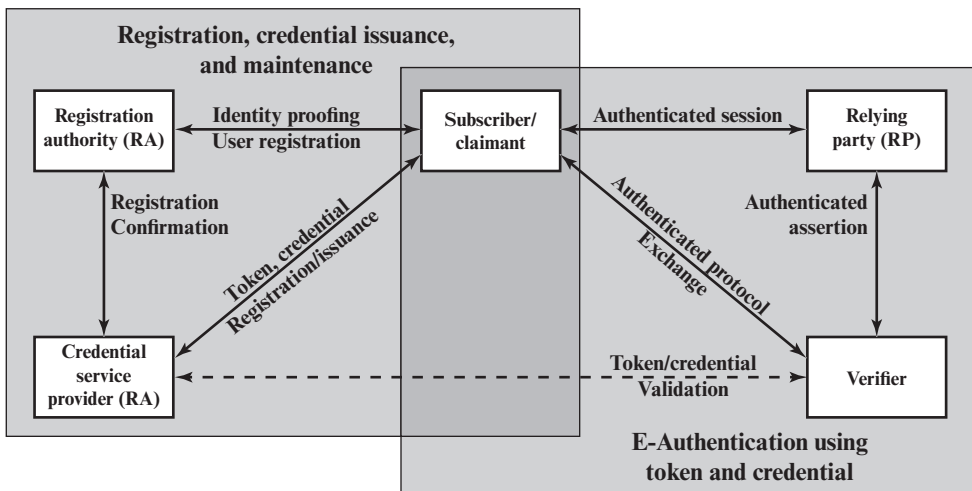 Registration, credential issuance,
and maintenance
Registration
authority (RA)
Identity proofing
User registration
Subscriber/
claimant
Authenticated session
Relying
party (RP)
Registration
Confirmation
Token, credential
Registration/issuance
Authenticated protocol
Exchange
Authenticated
assertion
Credential
service
provider (RA)
Token/credential
Validation
Verifier
E-Authentication using
token and credential